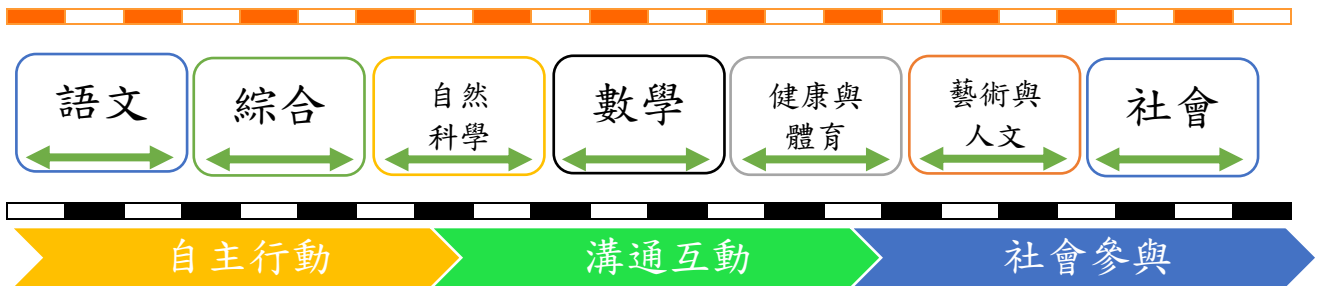 語文
綜合
自然
科學
數學
健康與
體育
藝術與
人文
社會
自主行動
溝通互動
社會參與